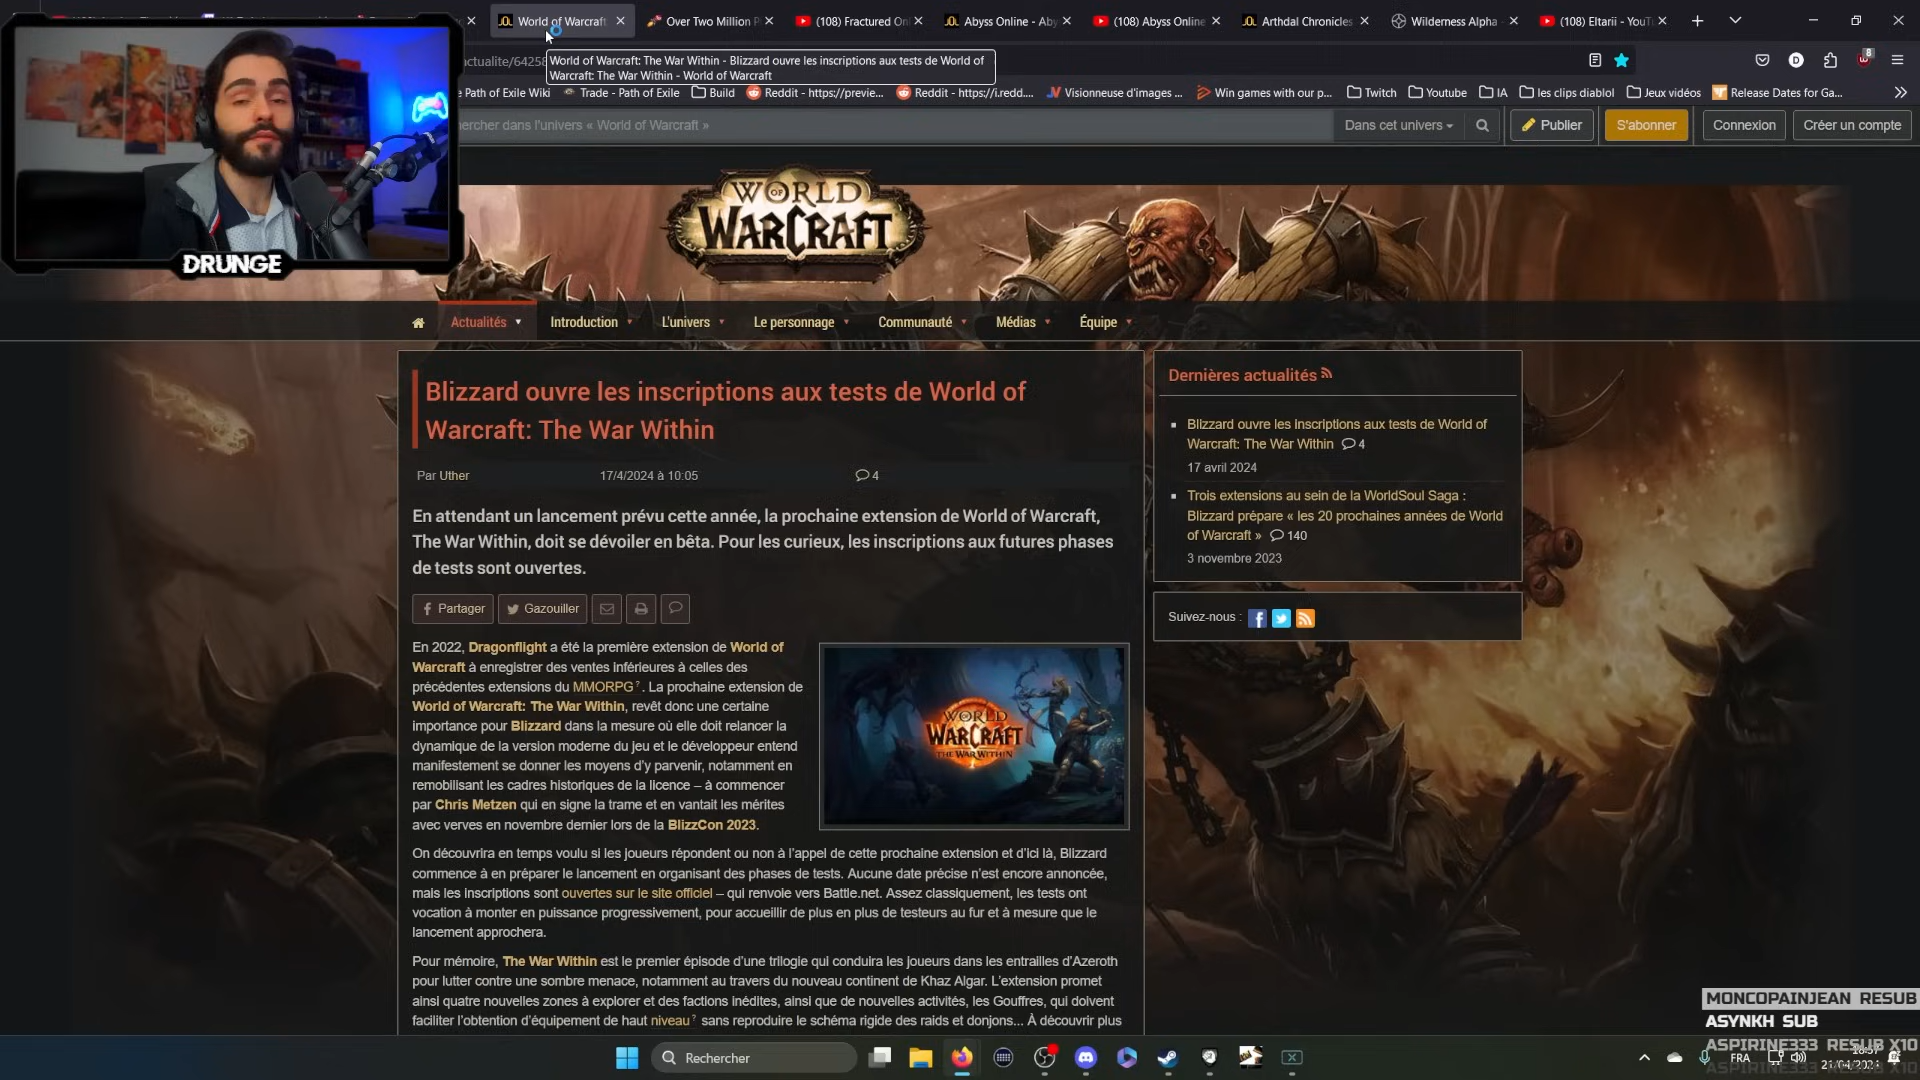 World of Warcraft
Over Two Million P
(108) Fractured Onl
Abyss Online - Aby
(108) Abyss Online
Arthdal Chronicles
Wilderness Alpha -
(108) Eltarii - YouTu
actualite/64258
World of Warcraft: The War Within - Blizzard ouvre les inscriptions aux tests de World of
Warcraft: The War Within - World of Warcraft
8
e Path of Exile Wiki
Trade - Path of Exile
Build
Reddit - https://previe...
Reddit - https://i.redd....
Visionneuse d'images ...
Win games with our p...
Twitch
Youtube
IA
les clips diablol
Jeux vidéos
Release Dates for Ga...
ercher dans l'univers « World of Warcraft »
Dans cet univers
Publier
S'abonner
Connexion
Créer un compte
DRUNGE
WORLD
OF
WARCRAFT
Actualités
Introduction
L'univers
Le personnage
Communauté
Médias
Équipe
Blizzard ouvre les inscriptions aux tests de World of
Warcraft: The War Within
Par Uther
17/4/2024 à 10:05
4
En attendant un lancement prévu cette année, la prochaine extension de World of Warcraft,
The War Within, doit se dévoiler en bêta. Pour les curieux, les inscriptions aux futures phases
de tests sont ouvertes.
Partager
Gazouiller
En 2022, Dragonflight a été la première extension de World of
Warcraft à enregistrer des ventes inférieures à celles des
précédentes extensions du MMORPG ?. La prochaine extension de
World of Warcraft: The War Within, revêt donc une certaine
importance pour Blizzard dans la mesure où elle doit relancer la
dynamique de la version moderne du jeu et le développeur entend
manifestement se donner les moyens d'y parvenir, notamment en
remobilisant les cadres historiques de la licence – à commencer
par Chris Metzen qui en signe la trame et en vantait les mérites
avec verves en novembre dernier lors de la BlizzCon 2023.
WORLD
WARCRAFT
THE WAR WITHIN
On découvrira en temps voulu si les joueurs répondent ou non à l'appel de cette prochaine extension et d'ici là, Blizzard
commence à en préparer le lancement en organisant des phases de tests. Aucune date précise n'est encore annoncée,
mais les inscriptions sont ouvertes sur le site officiel – qui renvoie vers Battle.net. Assez classiquement, les tests ont
vocation à monter en puissance progressivement, pour accueillir de plus en plus de testeurs au fur et à mesure que le
lancement approchera.
Pour mémoire, The War Within est le premier épisode d'une trilogie qui conduira les joueurs dans les entrailles d'Azeroth
pour lutter contre une sombre menace, notamment au travers du nouveau continent de Khaz Algar. L'extension promet
ainsi quatre nouvelles zones à explorer et des factions inédites, ainsi que de nouvelles activités, les Gouffres, qui doivent
faciliter l'obtention d'équipement de haut niveau ? sans reproduire le schéma rigide des raids et donjons... À découvrir plus
Dernières actualités
Blizzard ouvre les inscriptions aux tests de World of
Warcraft: The War Within 4
17 avril 2024
Trois extensions au sein de la WorldSoul Saga :
Blizzard prépare « les 20 prochaines années de World
of Warcraft » 140
3 novembre 2023
Suivez-nous :
MONCOPAINJEAN RESUB
ASYNKH SUB
ASPIRINE333 RESUB X10
ASPIRINE333 RESUB X10
Rechercher
FRA
21/04/2024